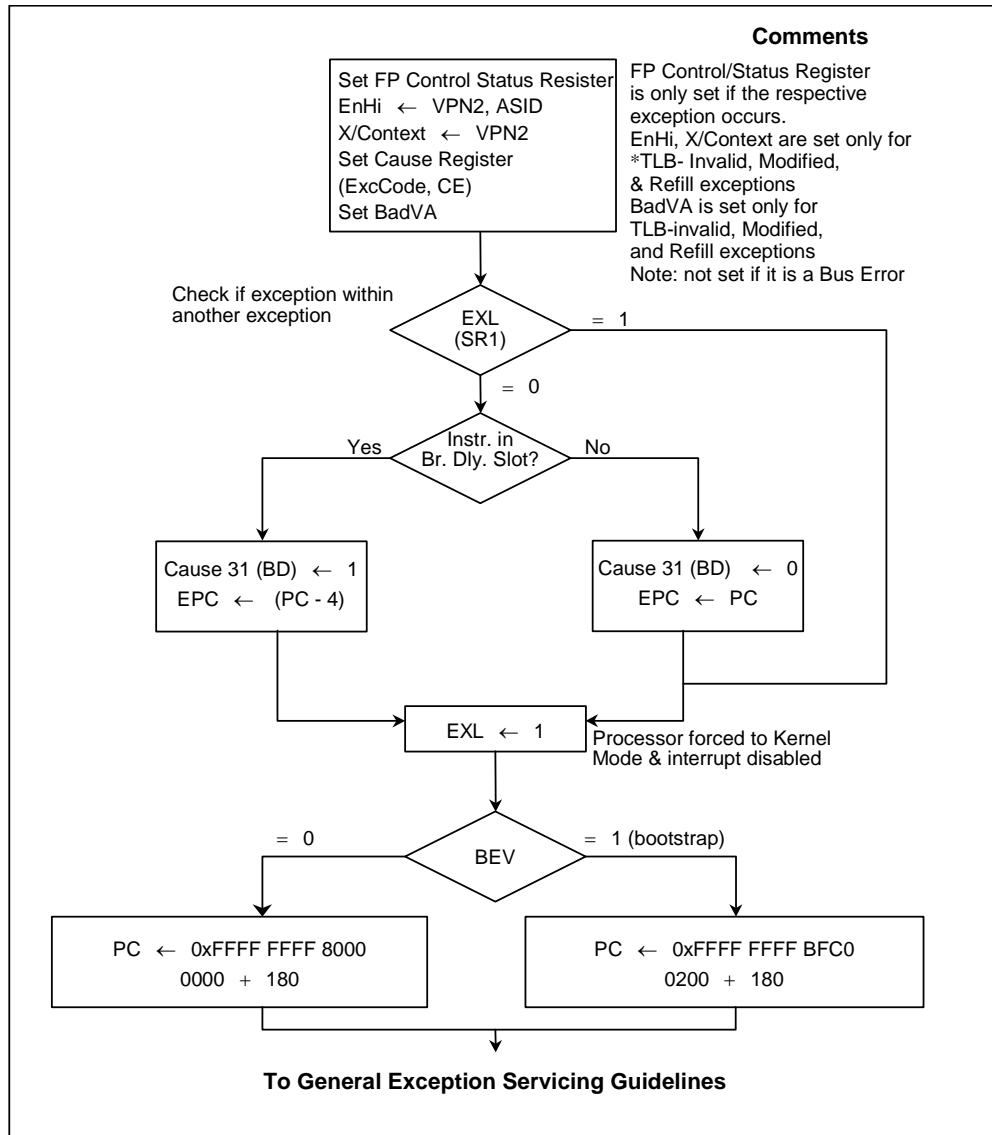 Comments
Set FP Control Status Resister
EnHi ← VPN2, ASID
X/Context ← VPN2
Set Cause Register
(ExcCode, CE)
Set BadVA
FP Control/Status Register
is only set if the respective
exception occurs.
EnHi, X/Context are set only for
*TLB- Invalid, Modified,
& Refill exceptions
BadVA is set only for
TLB-invalid, Modified,
and Refill exceptions
Note: not set if it is a Bus Error
Check if exception within
another exception
EXL
(SR1)
= 1
= 0
Yes
Instr. in
Br. Dly. Slot?
No
Cause 31 (BD) ← 1
EPC ← (PC - 4)
Cause 31 (BD) ← 0
EPC ← PC
EXL ← 1
Processor forced to Kernel
Mode & interrupt disabled
= 0
BEV
= 1 (bootstrap)
PC ← 0xFFFF FFFF 8000
0000 + 180
PC ← 0xFFFF FFFF BFC0
0200 + 180
To General Exception Servicing Guidelines